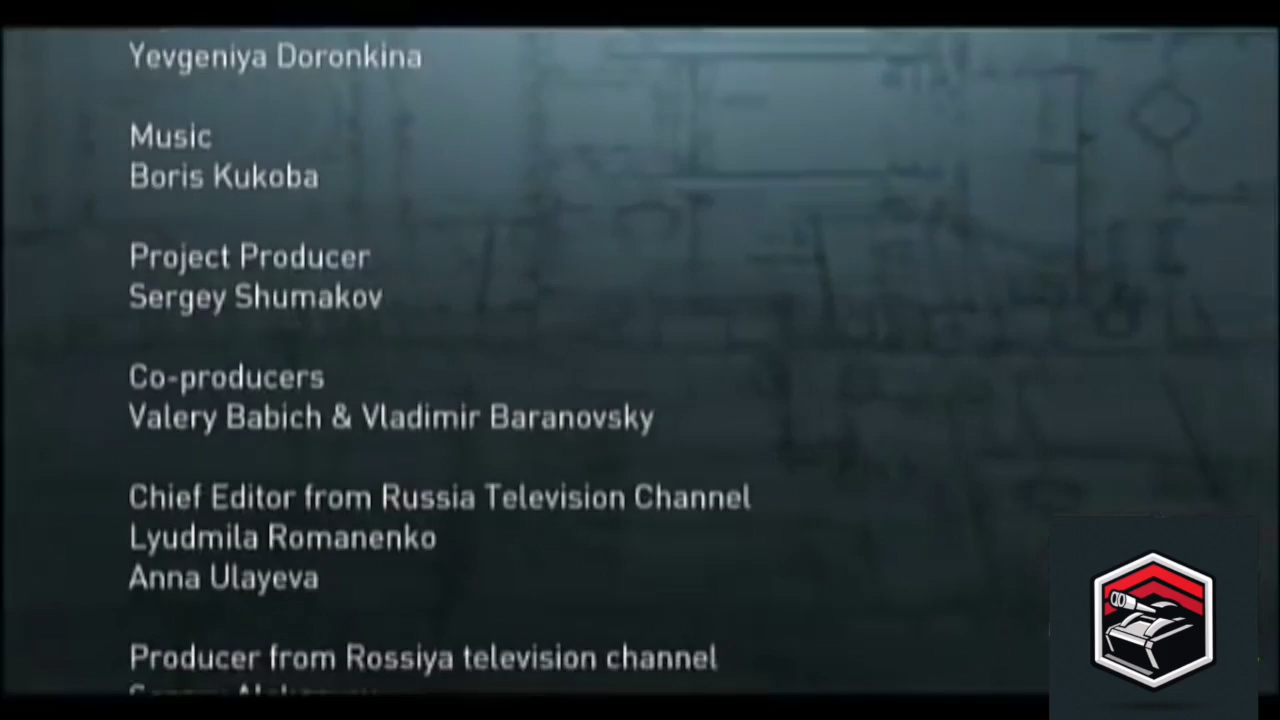 Yevgeniya Doronkina
Music
Boris Kukoba
Project Producer
Sergey Shumakov
Co-producers
Valery Babich & Vladimir Baranovsky
Chief Editor from Russia Television Channel
Lyudmila Romanenko
Anna Ulayeva
Producer from Rossiya television channel